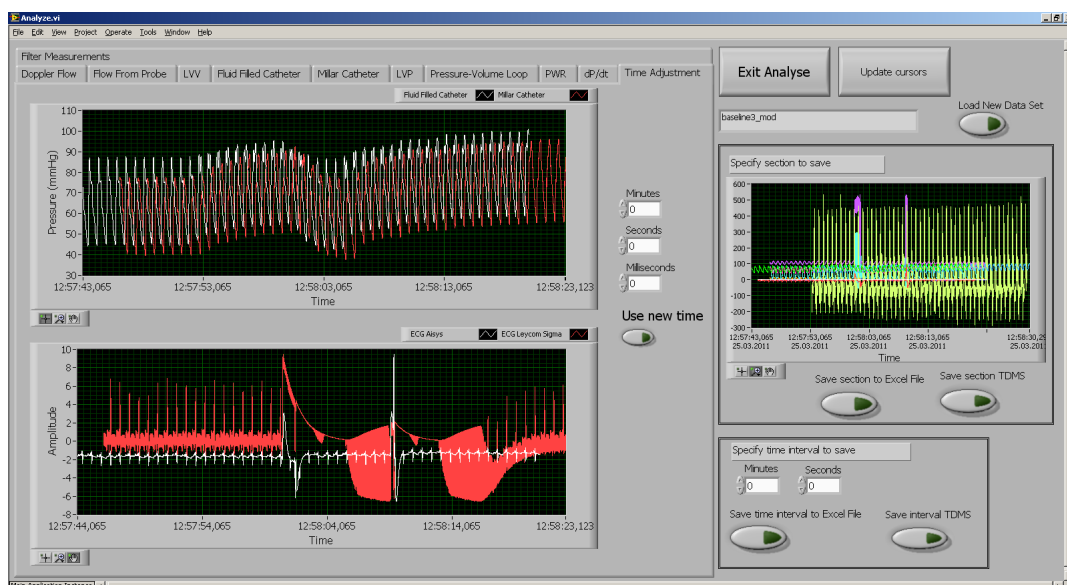 Analyze.vi
File Edit View Project Operate Tools Window Help
Filter Measurements
Doppler Flow Flow From Probe LVV Fluid Filled Catheter Millar Catheter LVP Pressure-Volume Loop PWR dP/dt Time Adjustment
Fluid Filled Catheter Millar Catheter
110
100
90
80
70
60
50
40
30
Pressure (mmHg)
12:57:43,065 12:57:53,065 12:58:03,065 12:58:13,065 12:58:23,123
Time
Minutes
0
Seconds
0
Milliseconds
0
Use new time
ECG Aisys ECG Leycom Sigma
10
8
6
4
2
0
-2
-4
-6
-8
Amplitude
12:57:44,065 12:57:54,065 12:58:04,065 12:58:14,065 12:58:23,123
Time
Exit Analyse
Update cursors
baseline3_mod
Load New Data Set
Specify section to save
600
500
400
300
200
100
0
-100
-200
-300
12:57:43,065 12:57:53,065 12:58:03,065 12:58:13,065 12:58:30,29
25.03.2011 25.03.2011 25.03.2011 25.03.2011 25.03.201
Time
Save section to Excel File Save section TDMS
Specify time interval to save
Minutes Seconds
0 0
Save time interval to Excel File Save interval TDMS
Main Application Instance